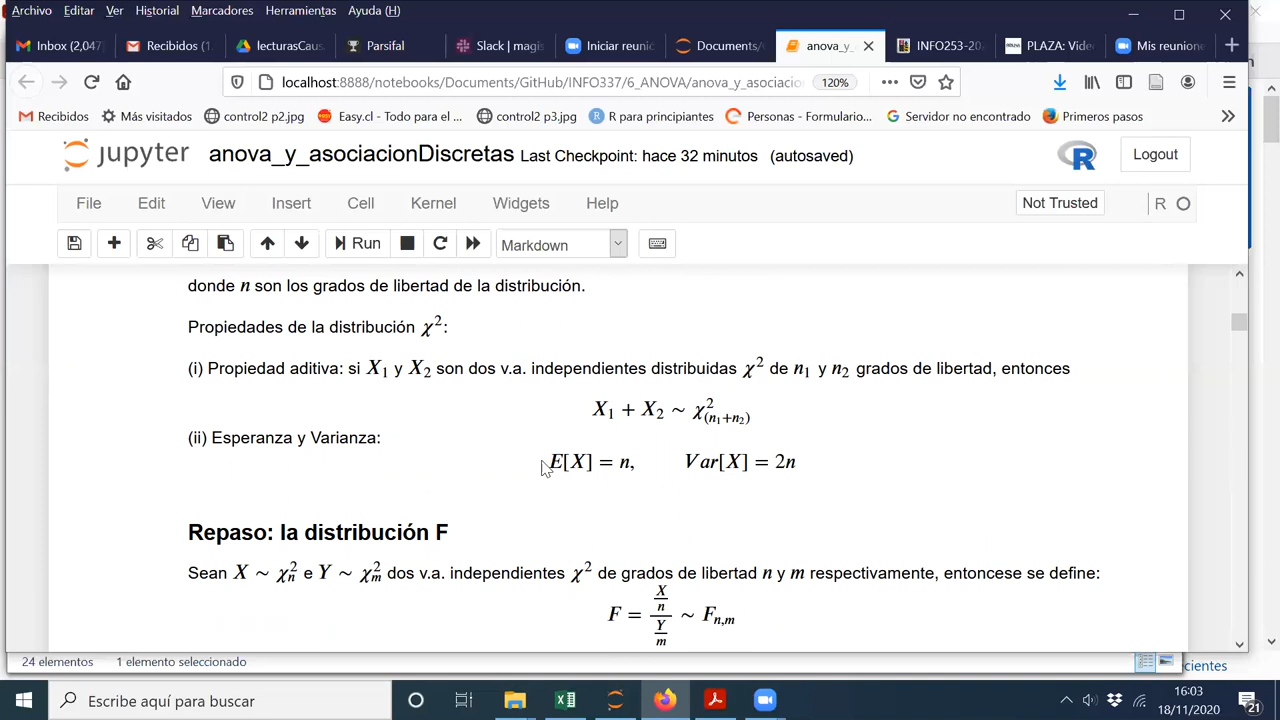 Archivo Editar Ver Historial Marcadores Herramientas Ayuda (H)
Inbox (2,047) Recibidos (1. lecturasCaus Parsifal Slack | magis Iniciar reuni Documents/ anova_y_ INFO253-20 PLAZA: Vide Mis reunione
localhost:8888/notebooks/Documents/GitHub/INFO337/6_ANOVA/anova_y_asociacion 120%
Recibidos Más visitados control2 p2.jpg Easy.cl - Todo para el ... control2 p3.jpg R para principiantes Personas - Formulario... Servidor no encontrado Primeros pasos
jupyter anova_y_asociacionDiscretas Last Checkpoint: hace 32 minutos (autosaved) R Logout
File Edit View Insert Cell Kernel Widgets Help Not Trusted R
Run Markdown
donde n son los grados de libertad de la distribución.
Propiedades de la distribución χ²:
(i) Propiedad aditiva: si X₁ y X₂ son dos v.a. independientes distribuidas χ² de n₁ y n₂ grados de libertad, entonces
X₁ + X₂ ~ χ²₍ₙ₁₊ₙ₂₎
(ii) Esperanza y Varianza:
E[X] = n, Var[X] = 2n
Repaso: la distribución F
Sean X ~ χ²ₙ e Y ~ χ²ₘ dos v.a. independientes χ² de grados de libertad n y m respectivamente, entoncese se define:
F = (X/n)/(Y/m) ~ Fₙ,ₘ
24 elementos 1 elemento seleccionado ecientes
Escribe aquí para buscar
16:03
18/11/2020
21